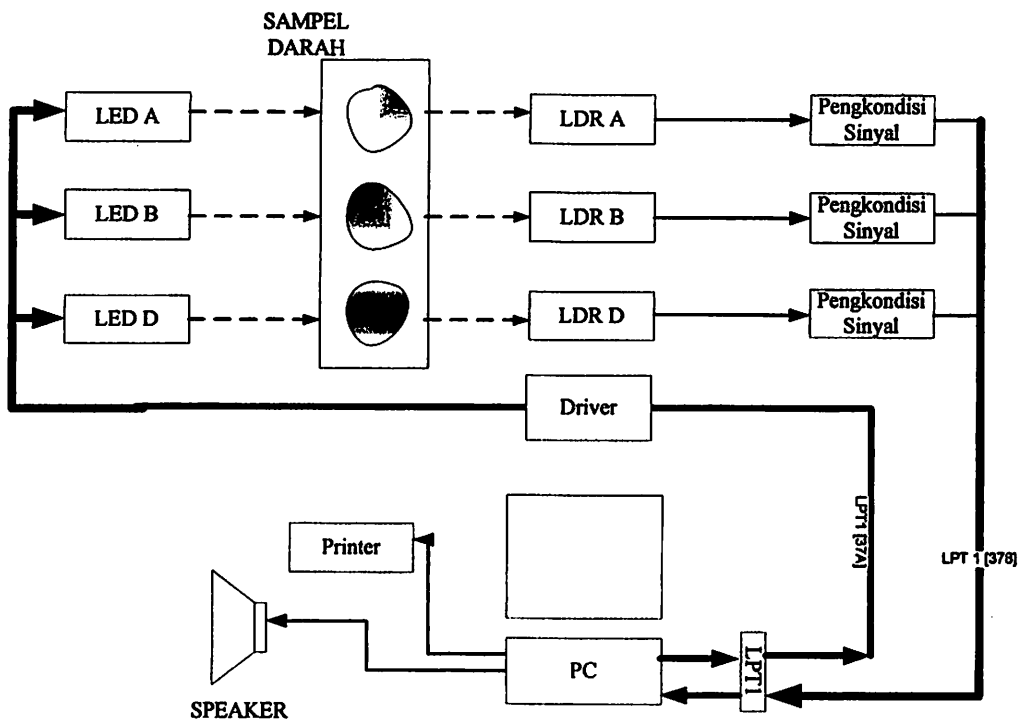 SAMPEL
DARAH
LED A
LDR A
Pengkondisi
Sinyal
LED B
LDR B
Pengkondisi
Sinyal
LED D
LDR D
Pengkondisi
Sinyal
Driver
LPT1 [37A]
LPT 1 [378]
Printer
PC
LPT1
SPEAKER